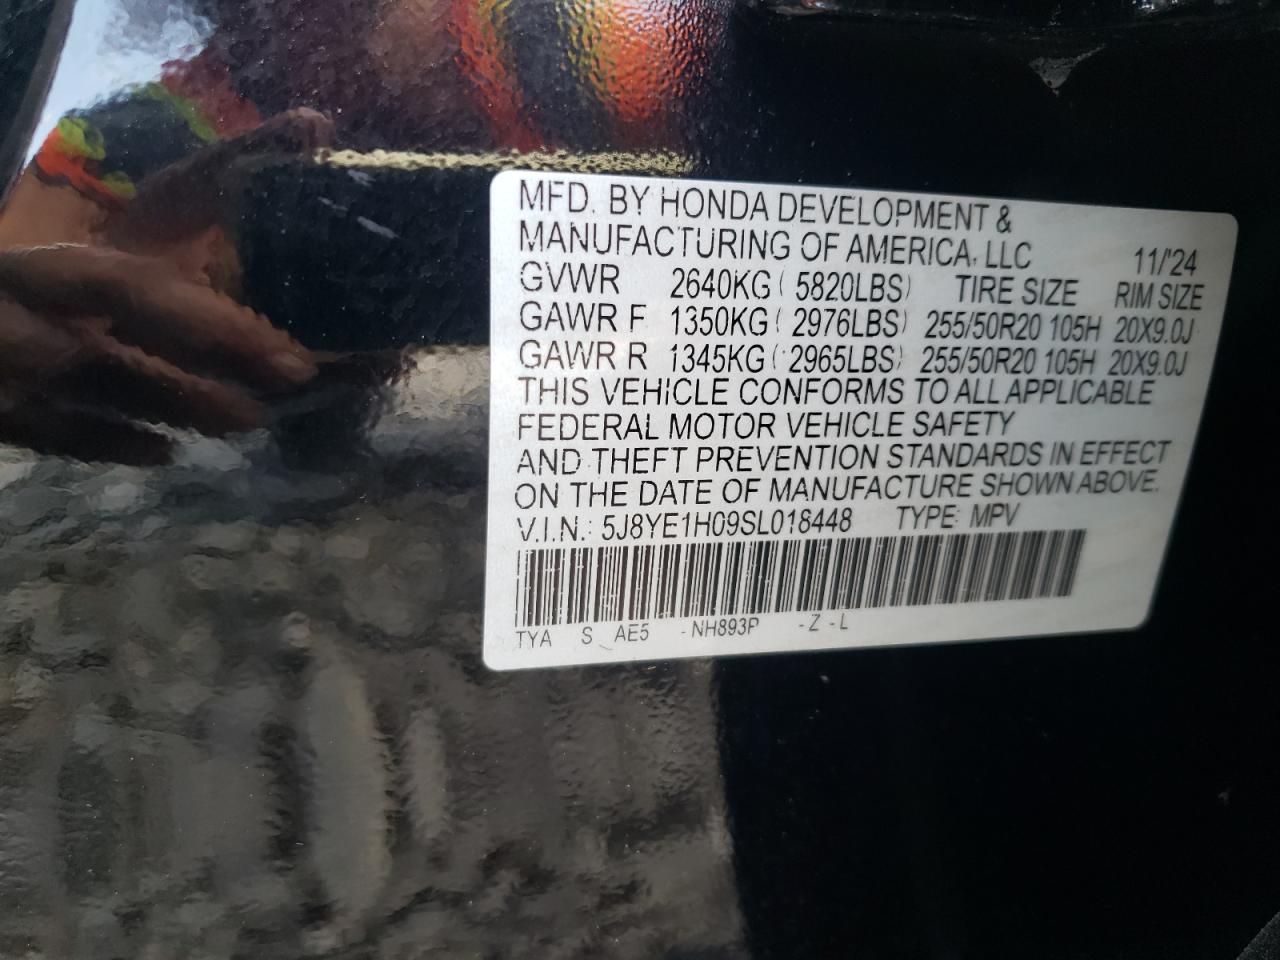 MFD. BY HONDA DEVELOPMENT &
MANUFACTURING OF AMERICA, LLC 11/'24
GVWR 2640KG ( 5820LBS) TIRE SIZE RIM SIZE
GAWR F 1350KG ( 2976LBS) 255/50R20 105H 20X9.0J
GAWR R 1345KG ( 2965LBS) 255/50R20 105H 20X9.0J
THIS VEHICLE CONFORMS TO ALL APPLICABLE
FEDERAL MOTOR VEHICLE SAFETY
AND THEFT PREVENTION STANDARDS IN EFFECT
ON THE DATE OF MANUFACTURE SHOWN ABOVE.
V.I.N.: 5J8YE1H09SL018448 TYPE: MPV
TYA S_ AE5 -NH893P -Z -L